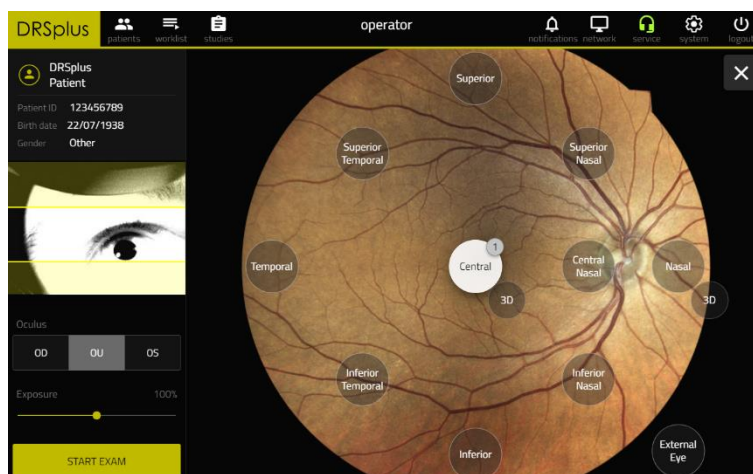 DRSplus
patients
worklist
studies
operator
notifications
network
service
system
logout
DRSplus
Patient
Patient ID 123456789
Birth date 22/07/1938
Gender Other
Oculus
OD OU OS
Exposure 100%
START EXAM
Superior
Superior
Temporal
Superior
Nasal
Temporal
Central
1
3D
Central
Nasal
Nasal
3D
Inferior
Temporal
Inferior
Nasal
Inferior
External
Eye